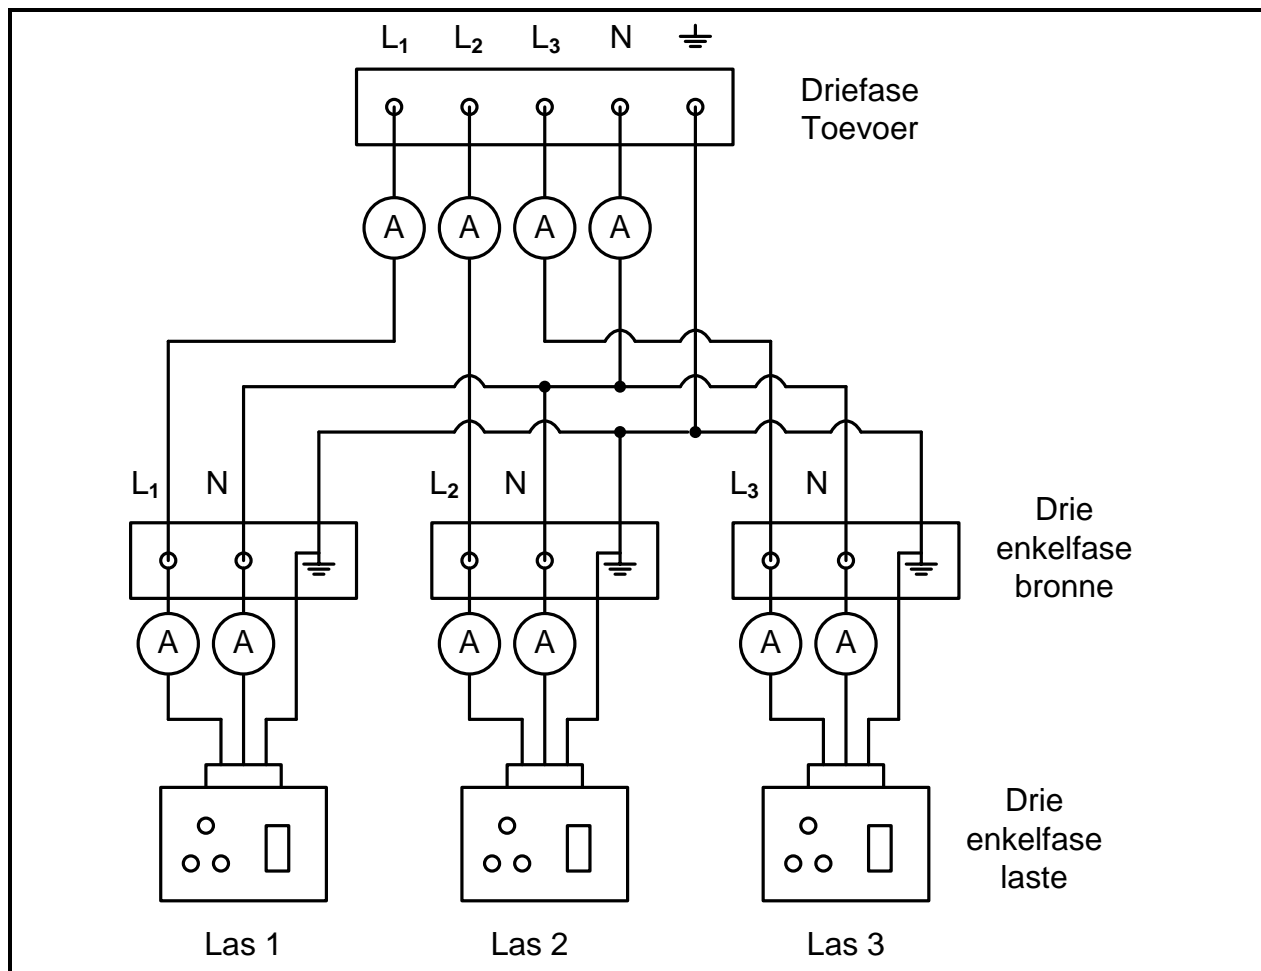 L₁ L₂ L₃ N
Driefase
Toevoer
A A A A
L₁ N L₂ N L₃ N
Drie
enkelfase
bronne
A A A A A A
Drie
enkelfase
laste
Las 1 Las 2 Las 3